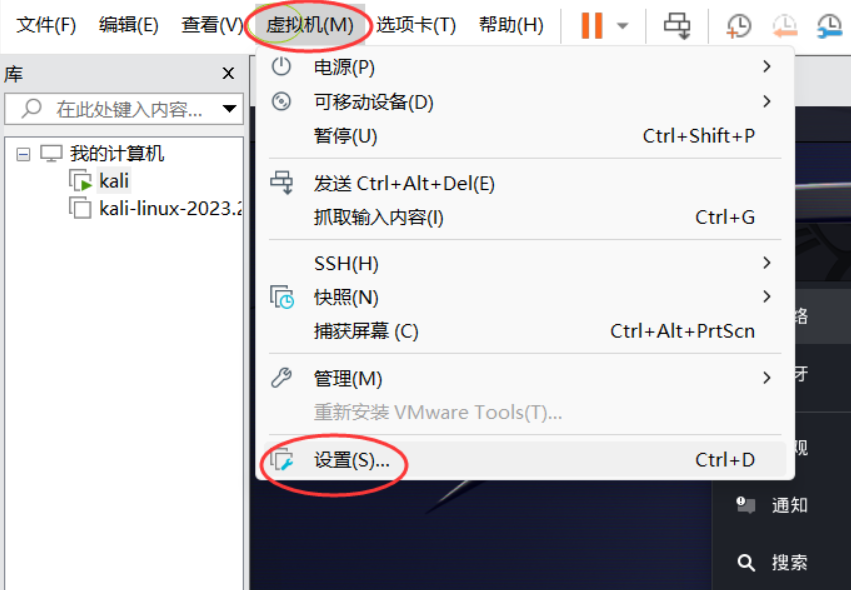 文件(F) 编辑(E) 查看(V) 虚拟机(M) 选项卡(T) 帮助(H)
库
在此处键入内容...
我的计算机
kali
kali-linux-2023.2
电源(P)
可移动设备(D)
暂停(U) Ctrl+Shift+P
发送 Ctrl+Alt+Del(E)
抓取输入内容(I) Ctrl+G
SSH(H)
快照(N)
捕获屏幕 (C) Ctrl+Alt+PrtScn
管理(M)
重新安装 VMware Tools(T)...
设置(S)... Ctrl+D
络
牙
观
通知
搜索